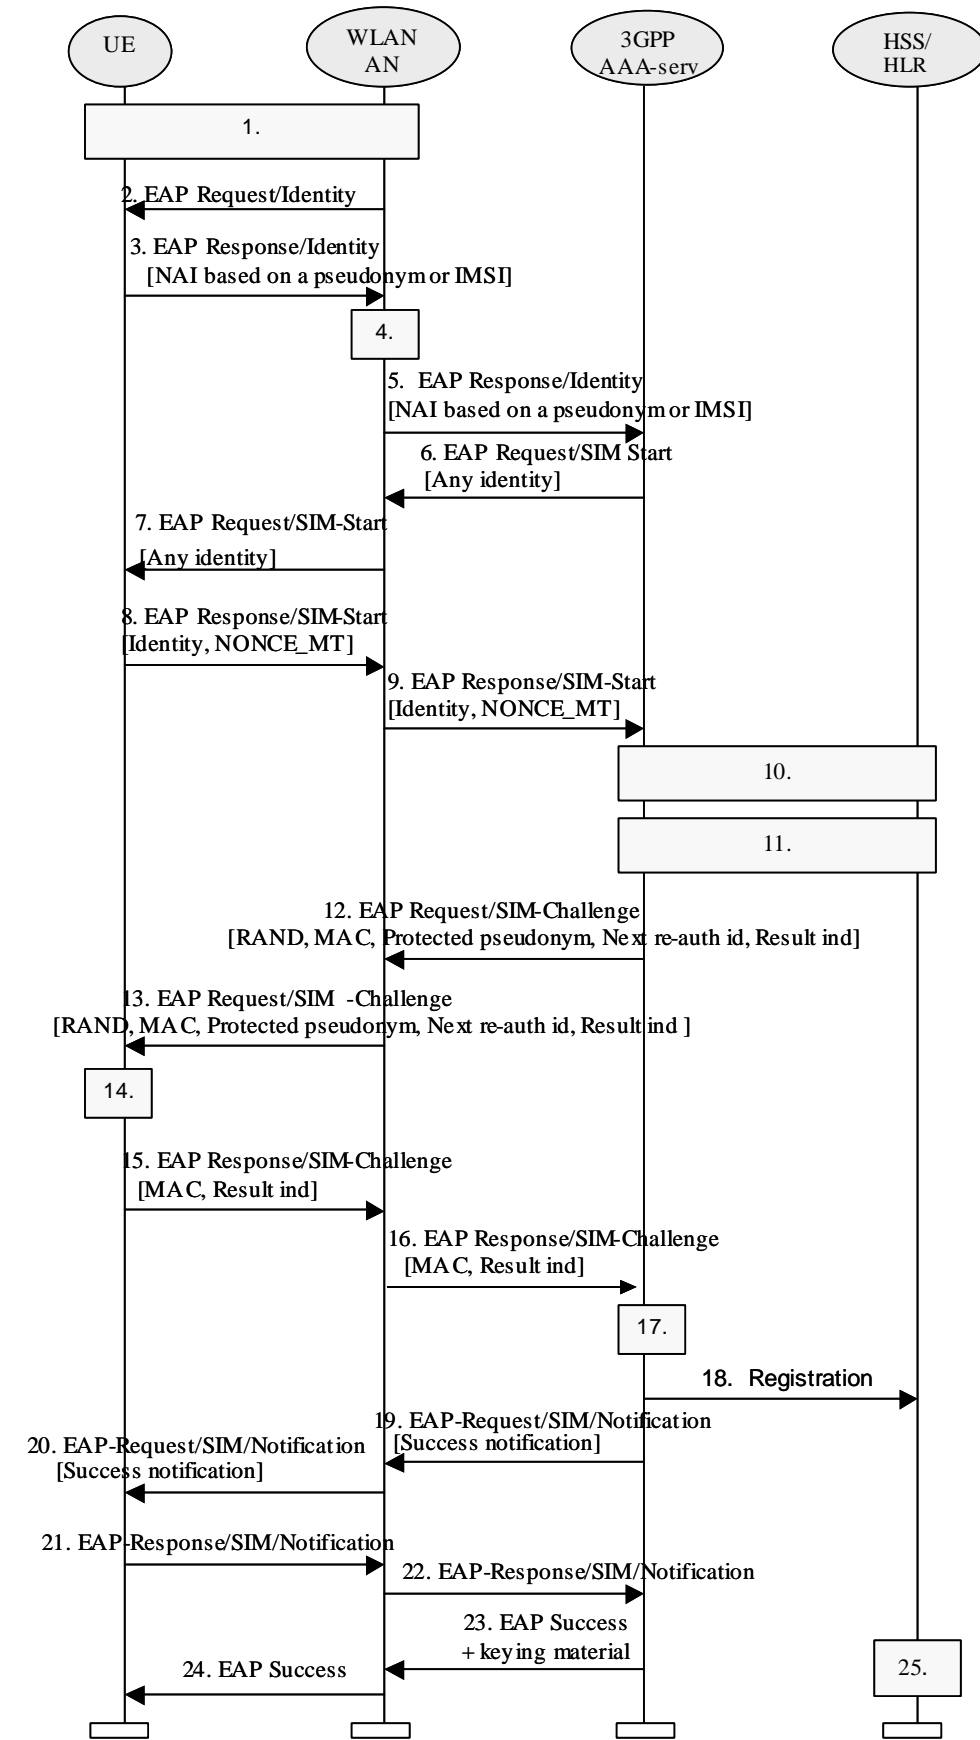 UE
WLAN
AN
3GPP
AAA-serv
HSS/
HLR
1.
2. EAP Request/Identity
3. EAP Response/Identity
[NAI based on a pseudonym or IMSI]
4.
5. EAP Response/Identity
[NAI based on a pseudonym or IMSI]
6. EAP Request/SIM Start
[Any identity]
7. EAP Request/SIM-Start
[Any identity]
8. EAP Response/SIM-Start
[Identity, NONCE_MT]
9. EAP Response/SIM-Start
[Identity, NONCE_MT]
10.
11.
12. EAP Request/SIM-Challenge
[RAND, MAC, Protected pseudonym, Next re-auth id, Result ind]
13. EAP Request/SIM -Challenge
[RAND, MAC, Protected pseudonym, Next re-auth id, Result ind ]
14.
15. EAP Response/SIM-Challenge
[MAC, Result ind]
16. EAP Response/SIM-Challenge
[MAC, Result ind]
17.
18. Registration
19. EAP-Request/SIM/Notification
[Success notification]
20. EAP-Request/SIM/Notification
[Success notification]
21. EAP-Response/SIM/Notification
22. EAP-Response/SIM/Notification
23. EAP Success
+ keying material
24. EAP Success
25.